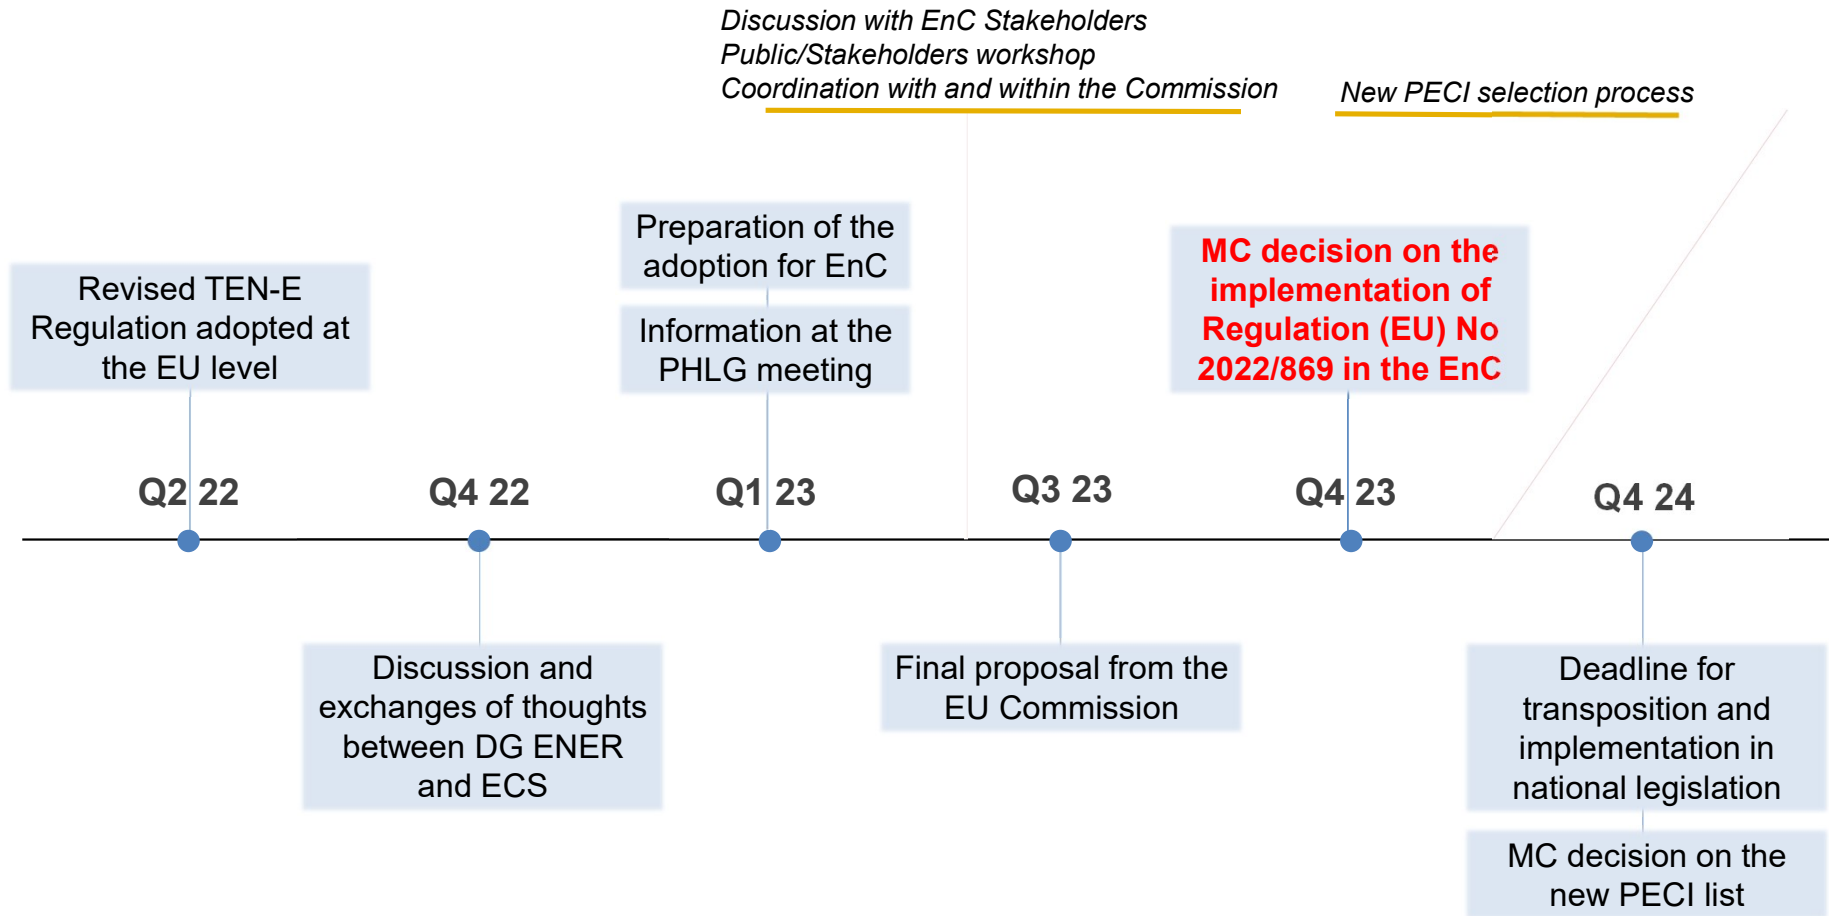 Discussion with EnC Stakeholders
Public/Stakeholders workshop
Coordination with and within the Commission
New PECI selection process
Preparation of the
adoption for EnC
Information at the
PHLG meeting
MC decision on the
implementation of
Regulation (EU) No
2022/869 in the EnC
Revised TEN-E
Regulation adopted at
the EU level
Q2 22
Q4 22
Q1 23
Q3 23
Q4 23
Q4 24
Discussion and
exchanges of thoughts
between DG ENER
and ECS
Final proposal from the
EU Commission
Deadline for
transposition and
implementation in
national legislation
MC decision on the
new PECI list